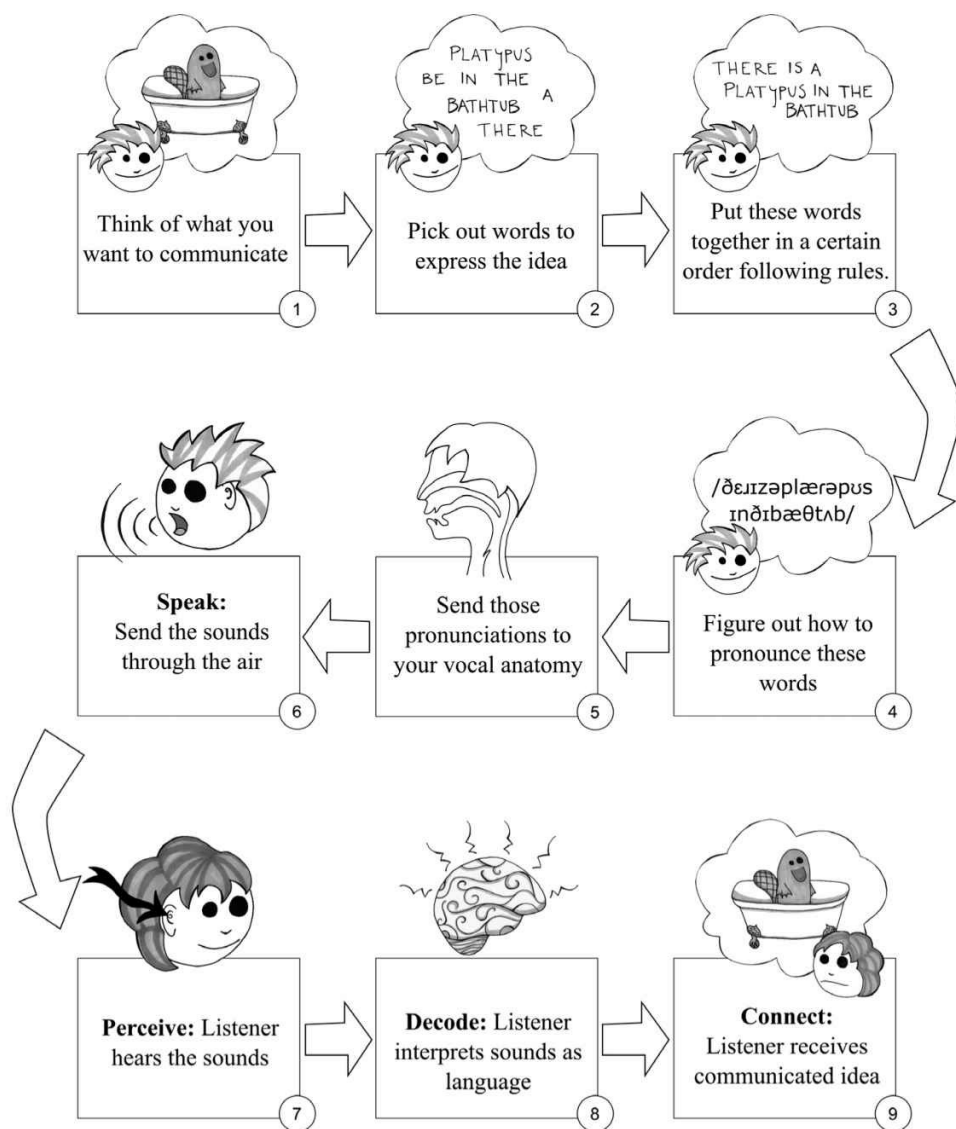 PLATYPUS
BE IN THE
BATHTUB A
THERE
THERE IS A
PLATYPUS IN THE
BATHTUB
Think of what you
want to communicate
1
Pick out words to
express the idea
2
Put these words
together in a certain
order following rules.
3
/ðɛɹɪzəplæɾəpʊs
ɪnðɪbæθtʌb/
Figure out how to
pronounce these
words
4
Send those
pronunciations to
your vocal anatomy
5
Speak:
Send the sounds
through the air
6
Perceive: Listener
hears the sounds
7
Decode: Listener
interprets sounds as
language
8
Connect:
Listener receives
communicated idea
9